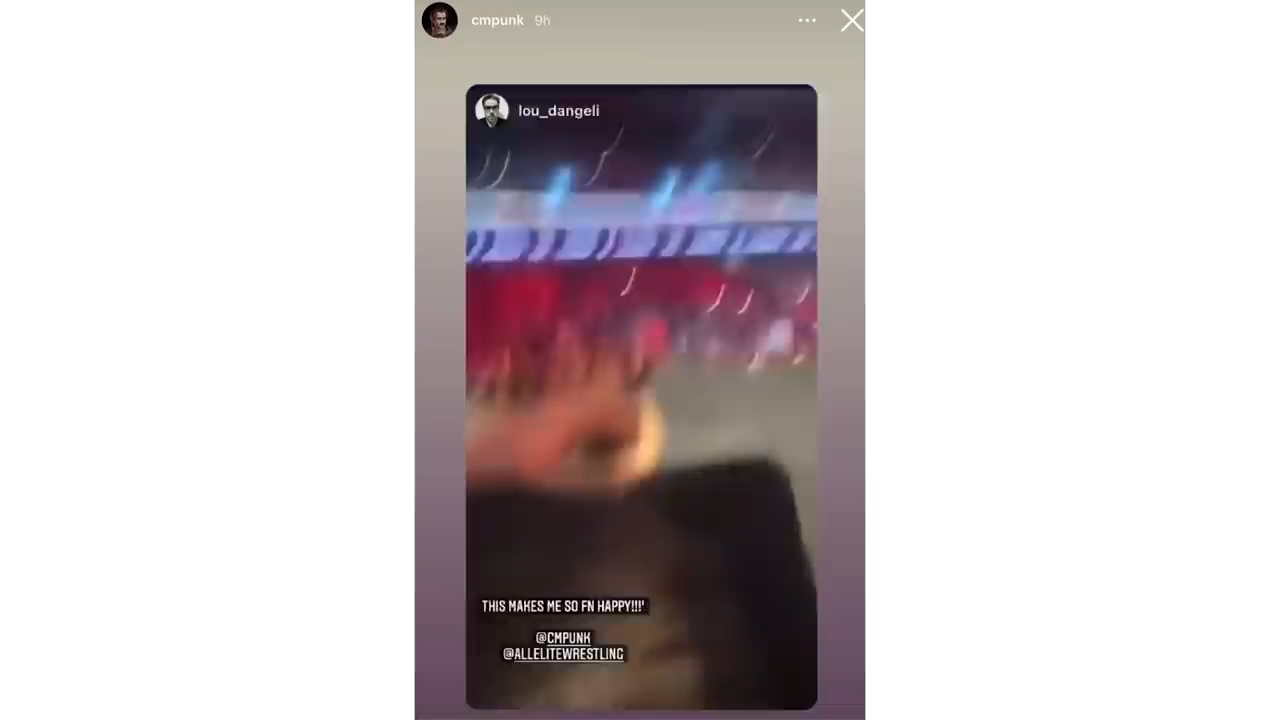 cmpunk 9h
lou_dangeli
THIS MAKES ME SO FN HAPPY!!!'
@CMPUNK
@ALLELITEWRESTLING